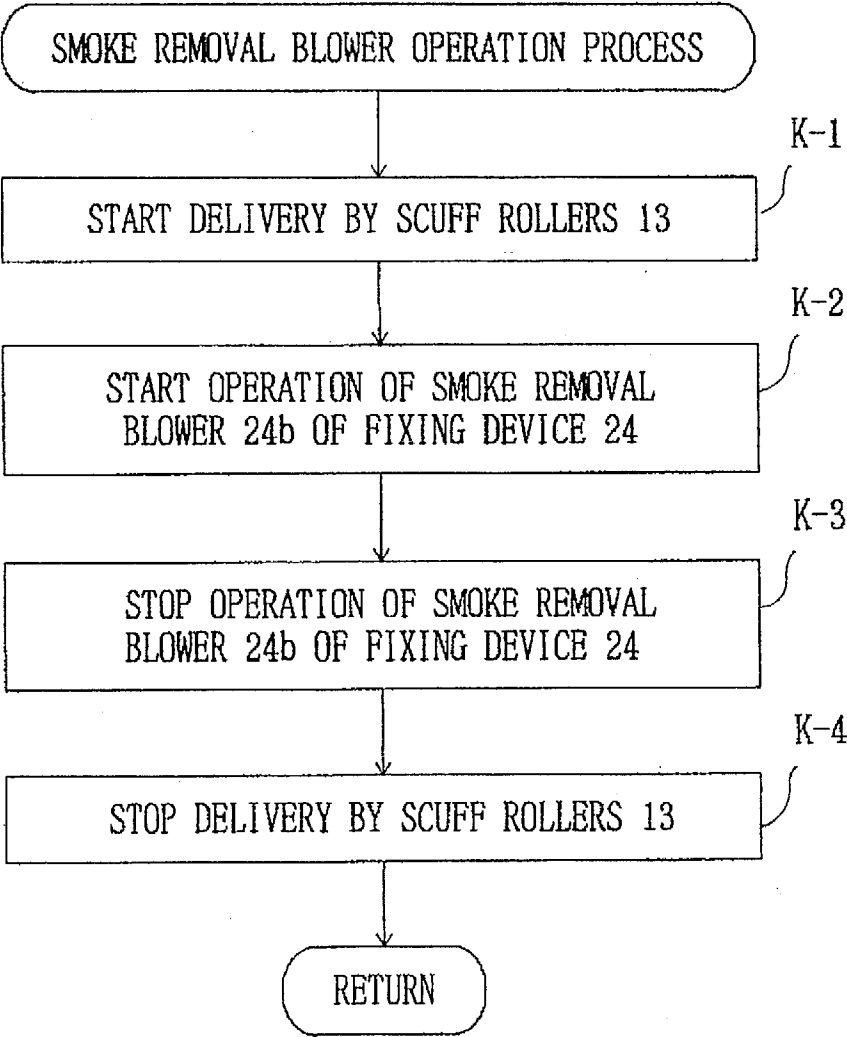 SMOKE REMOVAL BLOWER OPERATION PROCESS
K-1
START DELIVERY BY SCUFF ROLLERS 13
K-2
START OPERATION OF SMOKE REMOVAL
BLOWER 24b OF FIXING DEVICE 24
K-3
STOP OPERATION OF SMOKE REMOVAL
BLOWER 24b OF FIXING DEVICE 24
K-4
STOP DELIVERY BY SCUFF ROLLERS 13
RETURN